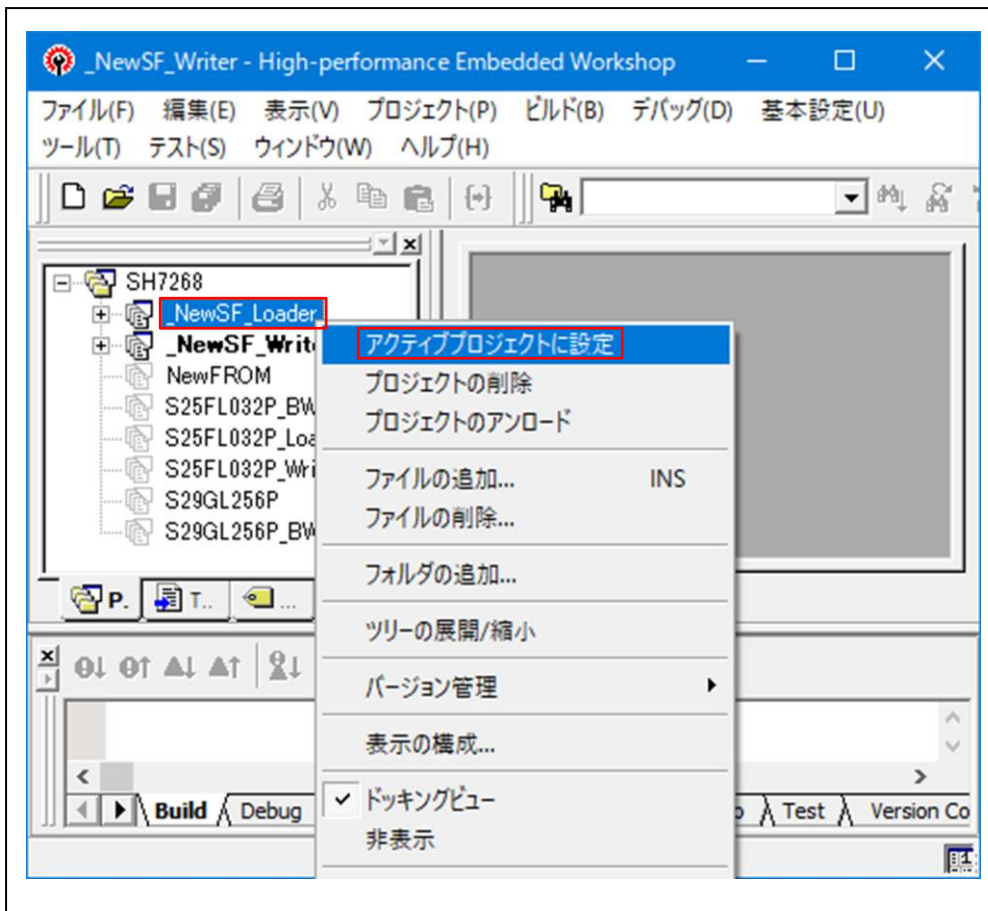 _NewSF_Writer - High-performance Embedded Workshop
ファイル(F) 編集(E) 表示(V) プロジェクト(P) ビルド(B) デバッグ(D) 基本設定(U)
ツール(T) テスト(S) ウィンドウ(W) ヘルプ(H)
SH7268
_NewSF_Loader
_NewSF_Write
NewFROM
S25FL032P_BW
S25FL032P_Loa
S25FL032P_Wri
S29GL256P
S29GL256P_BW
P. T.. ...
アクティブプロジェクトに設定
プロジェクトの削除
プロジェクトのアンロード
ファイルの追加... INS
ファイルの削除...
フォルダの追加...
ツリーの展開/縮小
バージョン管理
表示の構成...
ドッキングビュー
非表示
Build Debug Test Version Co